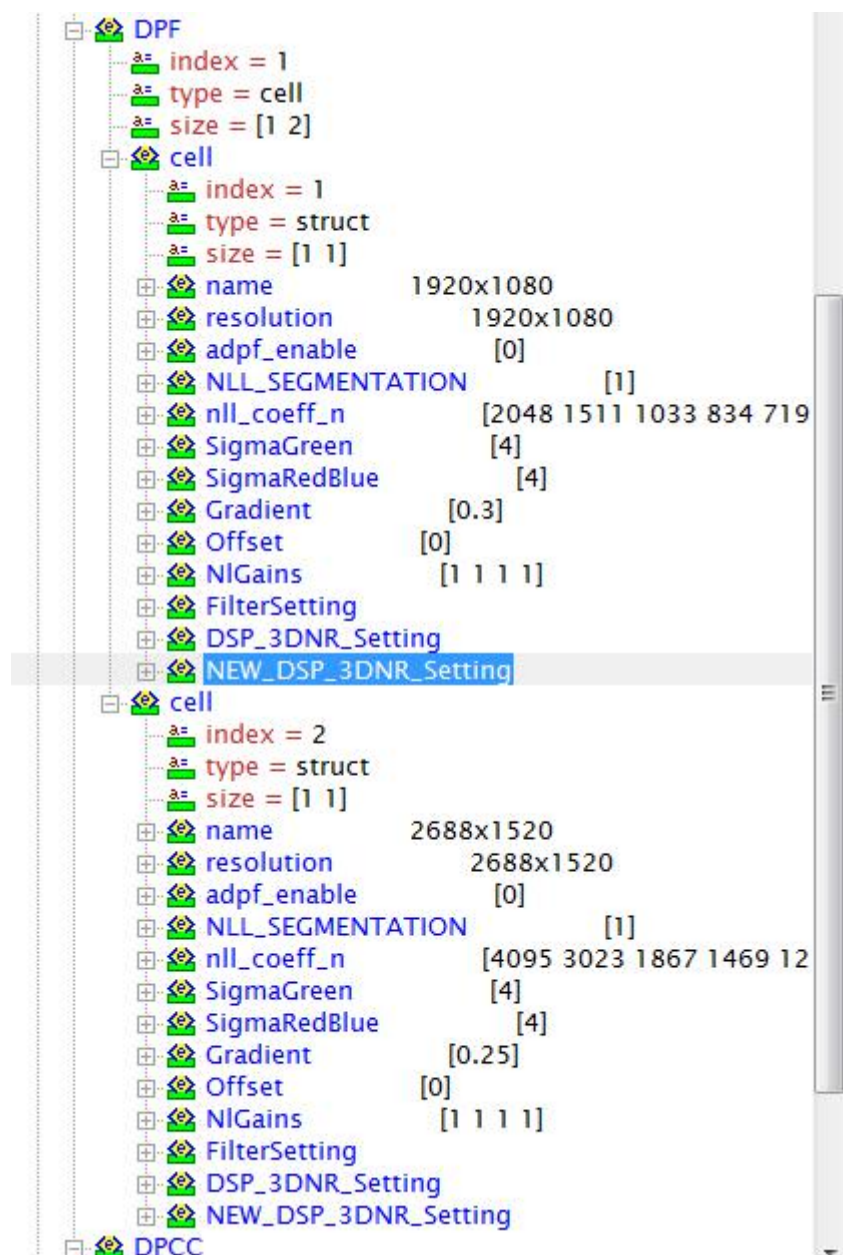 DPF
index = 1
type = cell
size = [1 2]
cell
index = 1
type = struct
size = [1 1]
name 1920x1080
resolution 1920x1080
adpf_enable [0]
NLL_SEGMENTATION [1]
nll_coeff_n [2048 1511 1033 834 719
SigmaGreen [4]
SigmaRedBlue [4]
Gradient [0.3]
Offset [0]
NlGains [1 1 1 1]
FilterSetting
DSP_3DNR_Setting
NEW_DSP_3DNR_Setting
cell
index = 2
type = struct
size = [1 1]
name 2688x1520
resolution 2688x1520
adpf_enable [0]
NLL_SEGMENTATION [1]
nll_coeff_n [4095 3023 1867 1469 12
SigmaGreen [4]
SigmaRedBlue [4]
Gradient [0.25]
Offset [0]
NlGains [1 1 1 1]
FilterSetting
DSP_3DNR_Setting
NEW_DSP_3DNR_Setting
DPCC